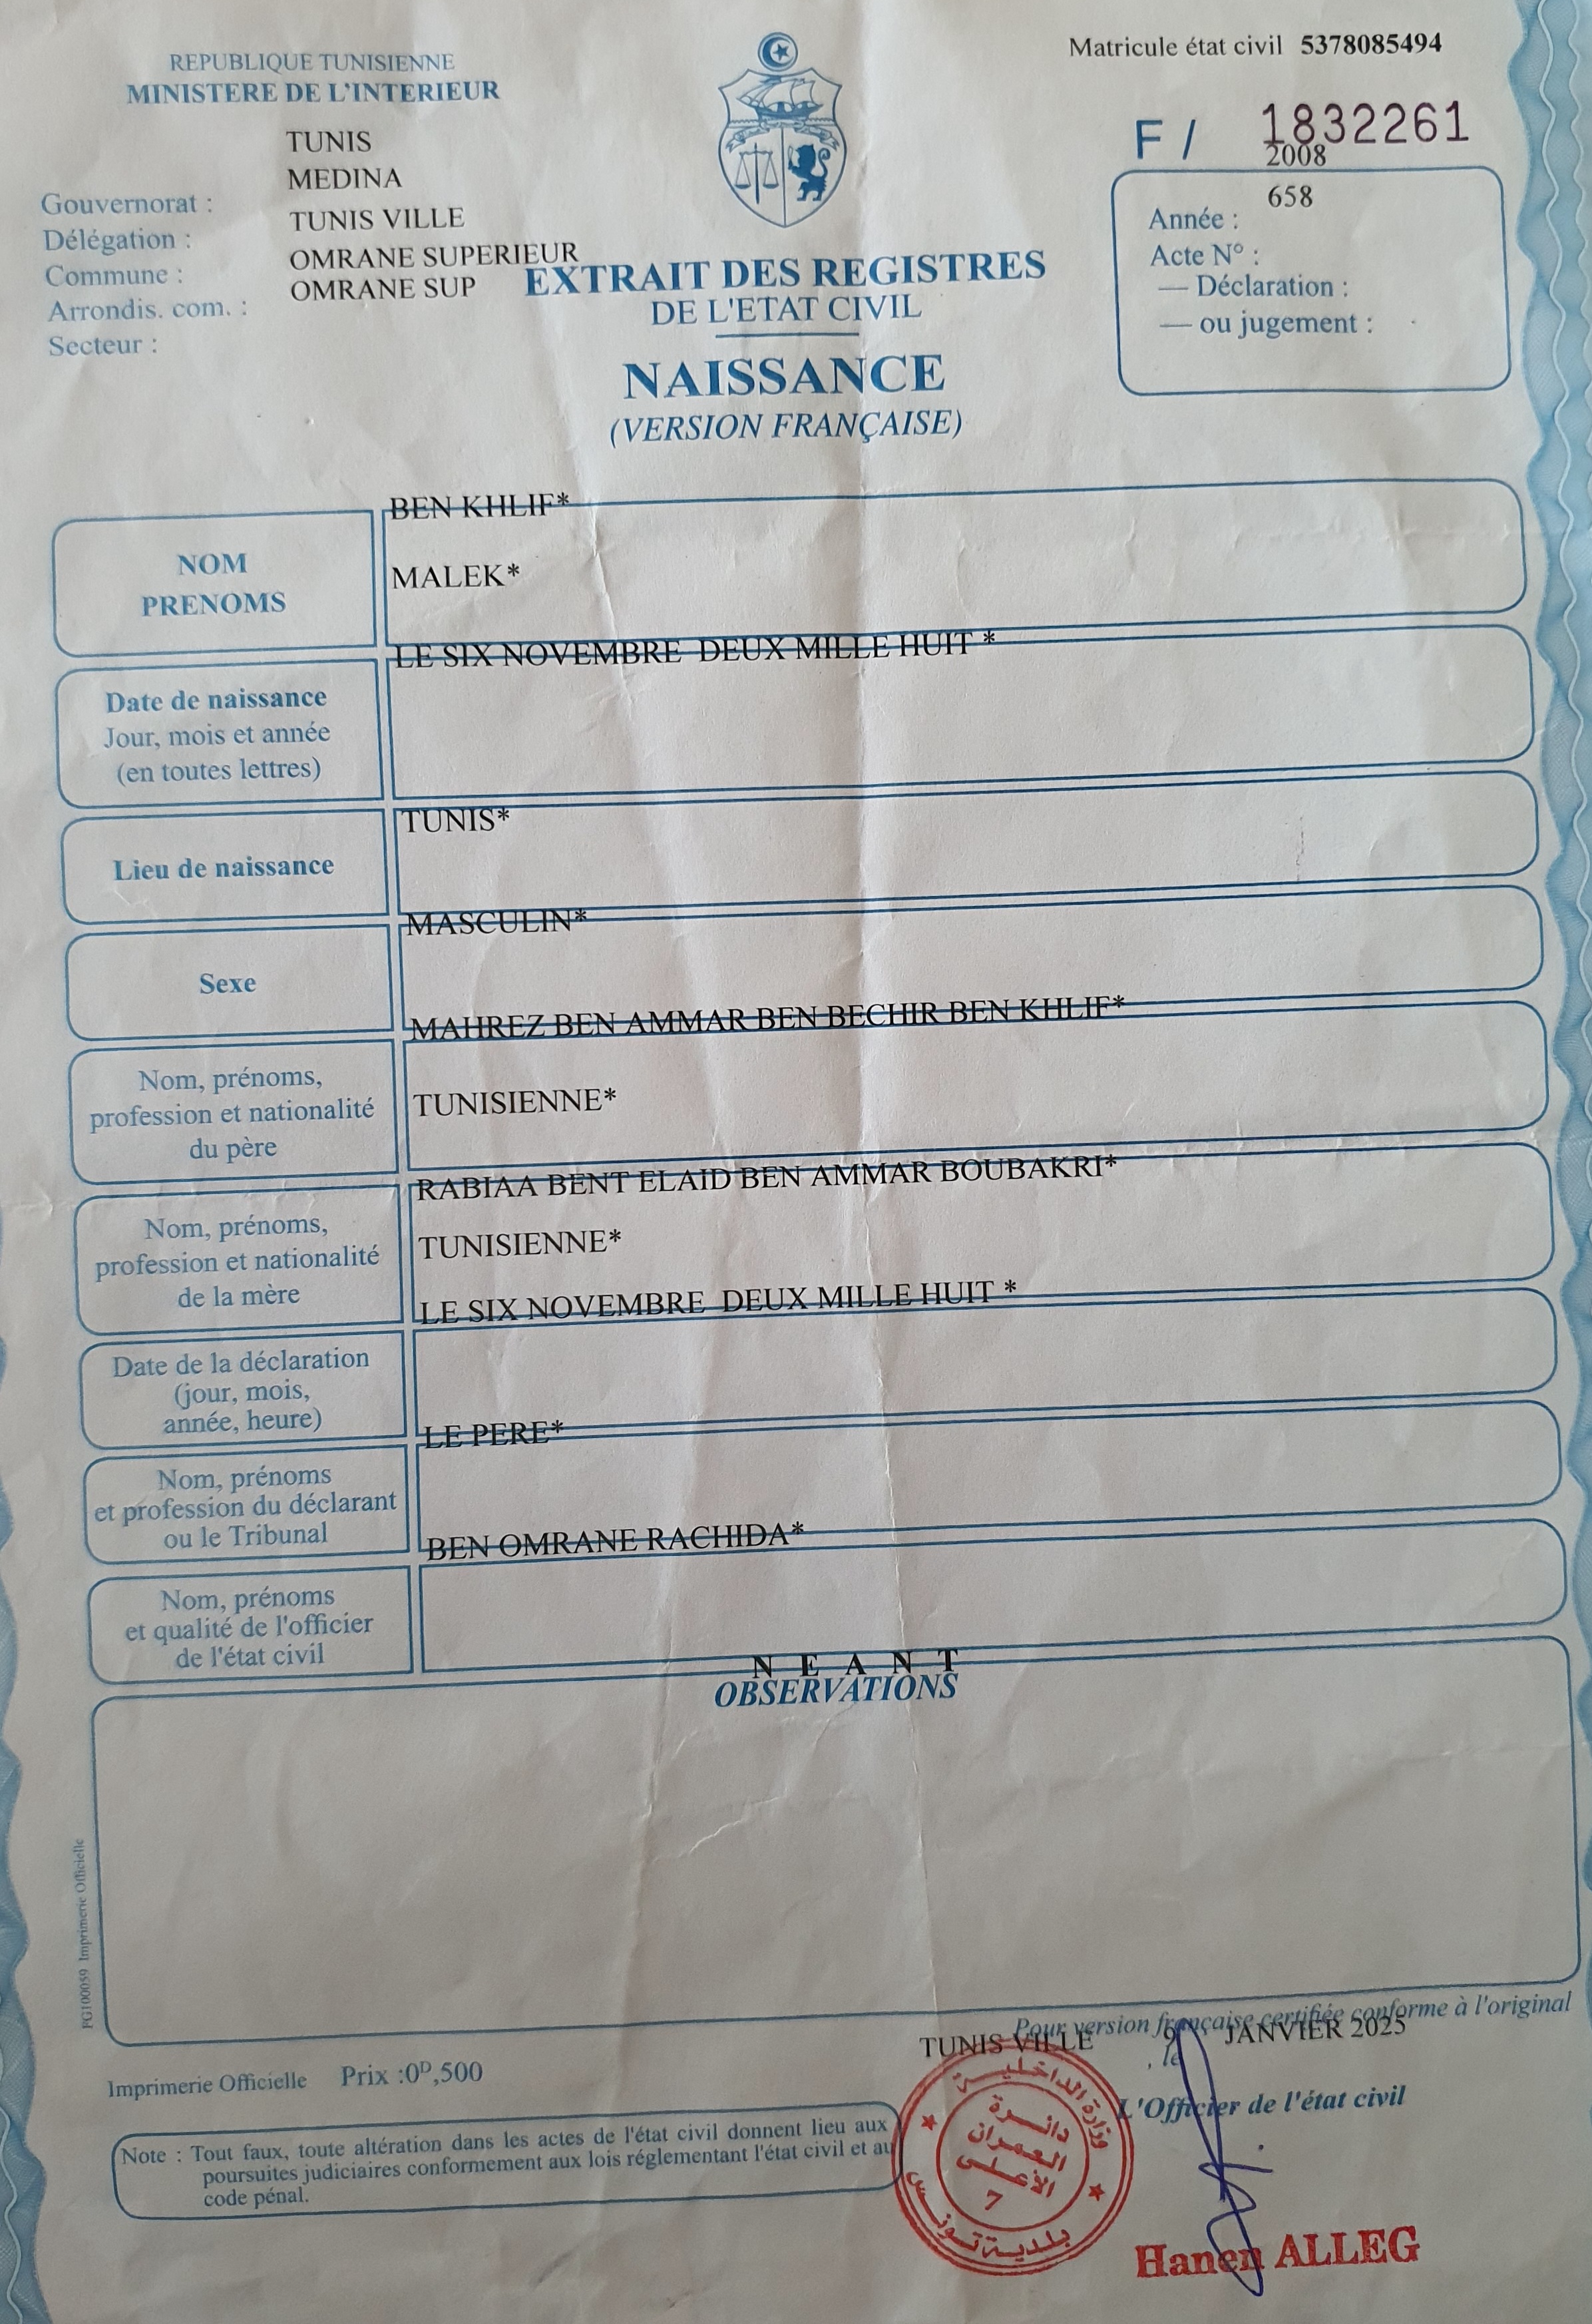 REPUBLIQUE TUNISIENNE
MINISTERE DE L'INTERIEUR
Matricule état civil 5378085494
F / 1832261
TUNIS
MEDINA
TUNIS VILLE
OMRANE SUPERIEUR
OMRANE SUP
Gouvernorat :
Délégation :
Commune :
Arrondis. com. :
Secteur :
2008
658
Année :
Acte N° :
— Déclaration :
— ou jugement :
EXTRAIT DES REGISTRES
DE L'ETAT CIVIL
NAISSANCE
(VERSION FRANÇAISE)
NOM
PRENOMS
BEN KHLIF*
MALEK*
Date de naissance
Jour, mois et année
(en toutes lettres)
LE SIX NOVEMBRE DEUX MILLE HUIT *
Lieu de naissance
TUNIS*
Sexe
MASCULIN*
Nom, prénoms,
profession et nationalité
du père
MAHREZ BEN AMMAR BEN BECHIR BEN KHLIF*
TUNISIENNE*
Nom, prénoms,
profession et nationalité
de la mère
RABIAA BENT ELAID BEN AMMAR BOUBAKRI*
TUNISIENNE*
Date de la déclaration
(jour, mois,
année, heure)
LE SIX NOVEMBRE DEUX MILLE HUIT *
Nom, prénoms
et profession du déclarant
ou le Tribunal
LE PERE*
Nom, prénoms
et qualité de l'officier
de l'état civil
BEN OMRANE RACHIDA*
N E A N T
OBSERVATIONS
PG100059 Imprimerie Officielle
Pour version française certifiée conforme à l'original
TUNIS VILLE , le 9 JANVIER 2025
L'Officier de l'état civil
Imprimerie Officielle Prix :0ᴰ,500
Note : Tout faux, toute altération dans les actes de l'état civil donnent lieu aux
poursuites judiciaires conformement aux lois réglementant l'état civil et au
code pénal.
وزارة الداخلية
دائرة
العمران
الأعلى
7
بلدية تونس
Hanen ALLEG